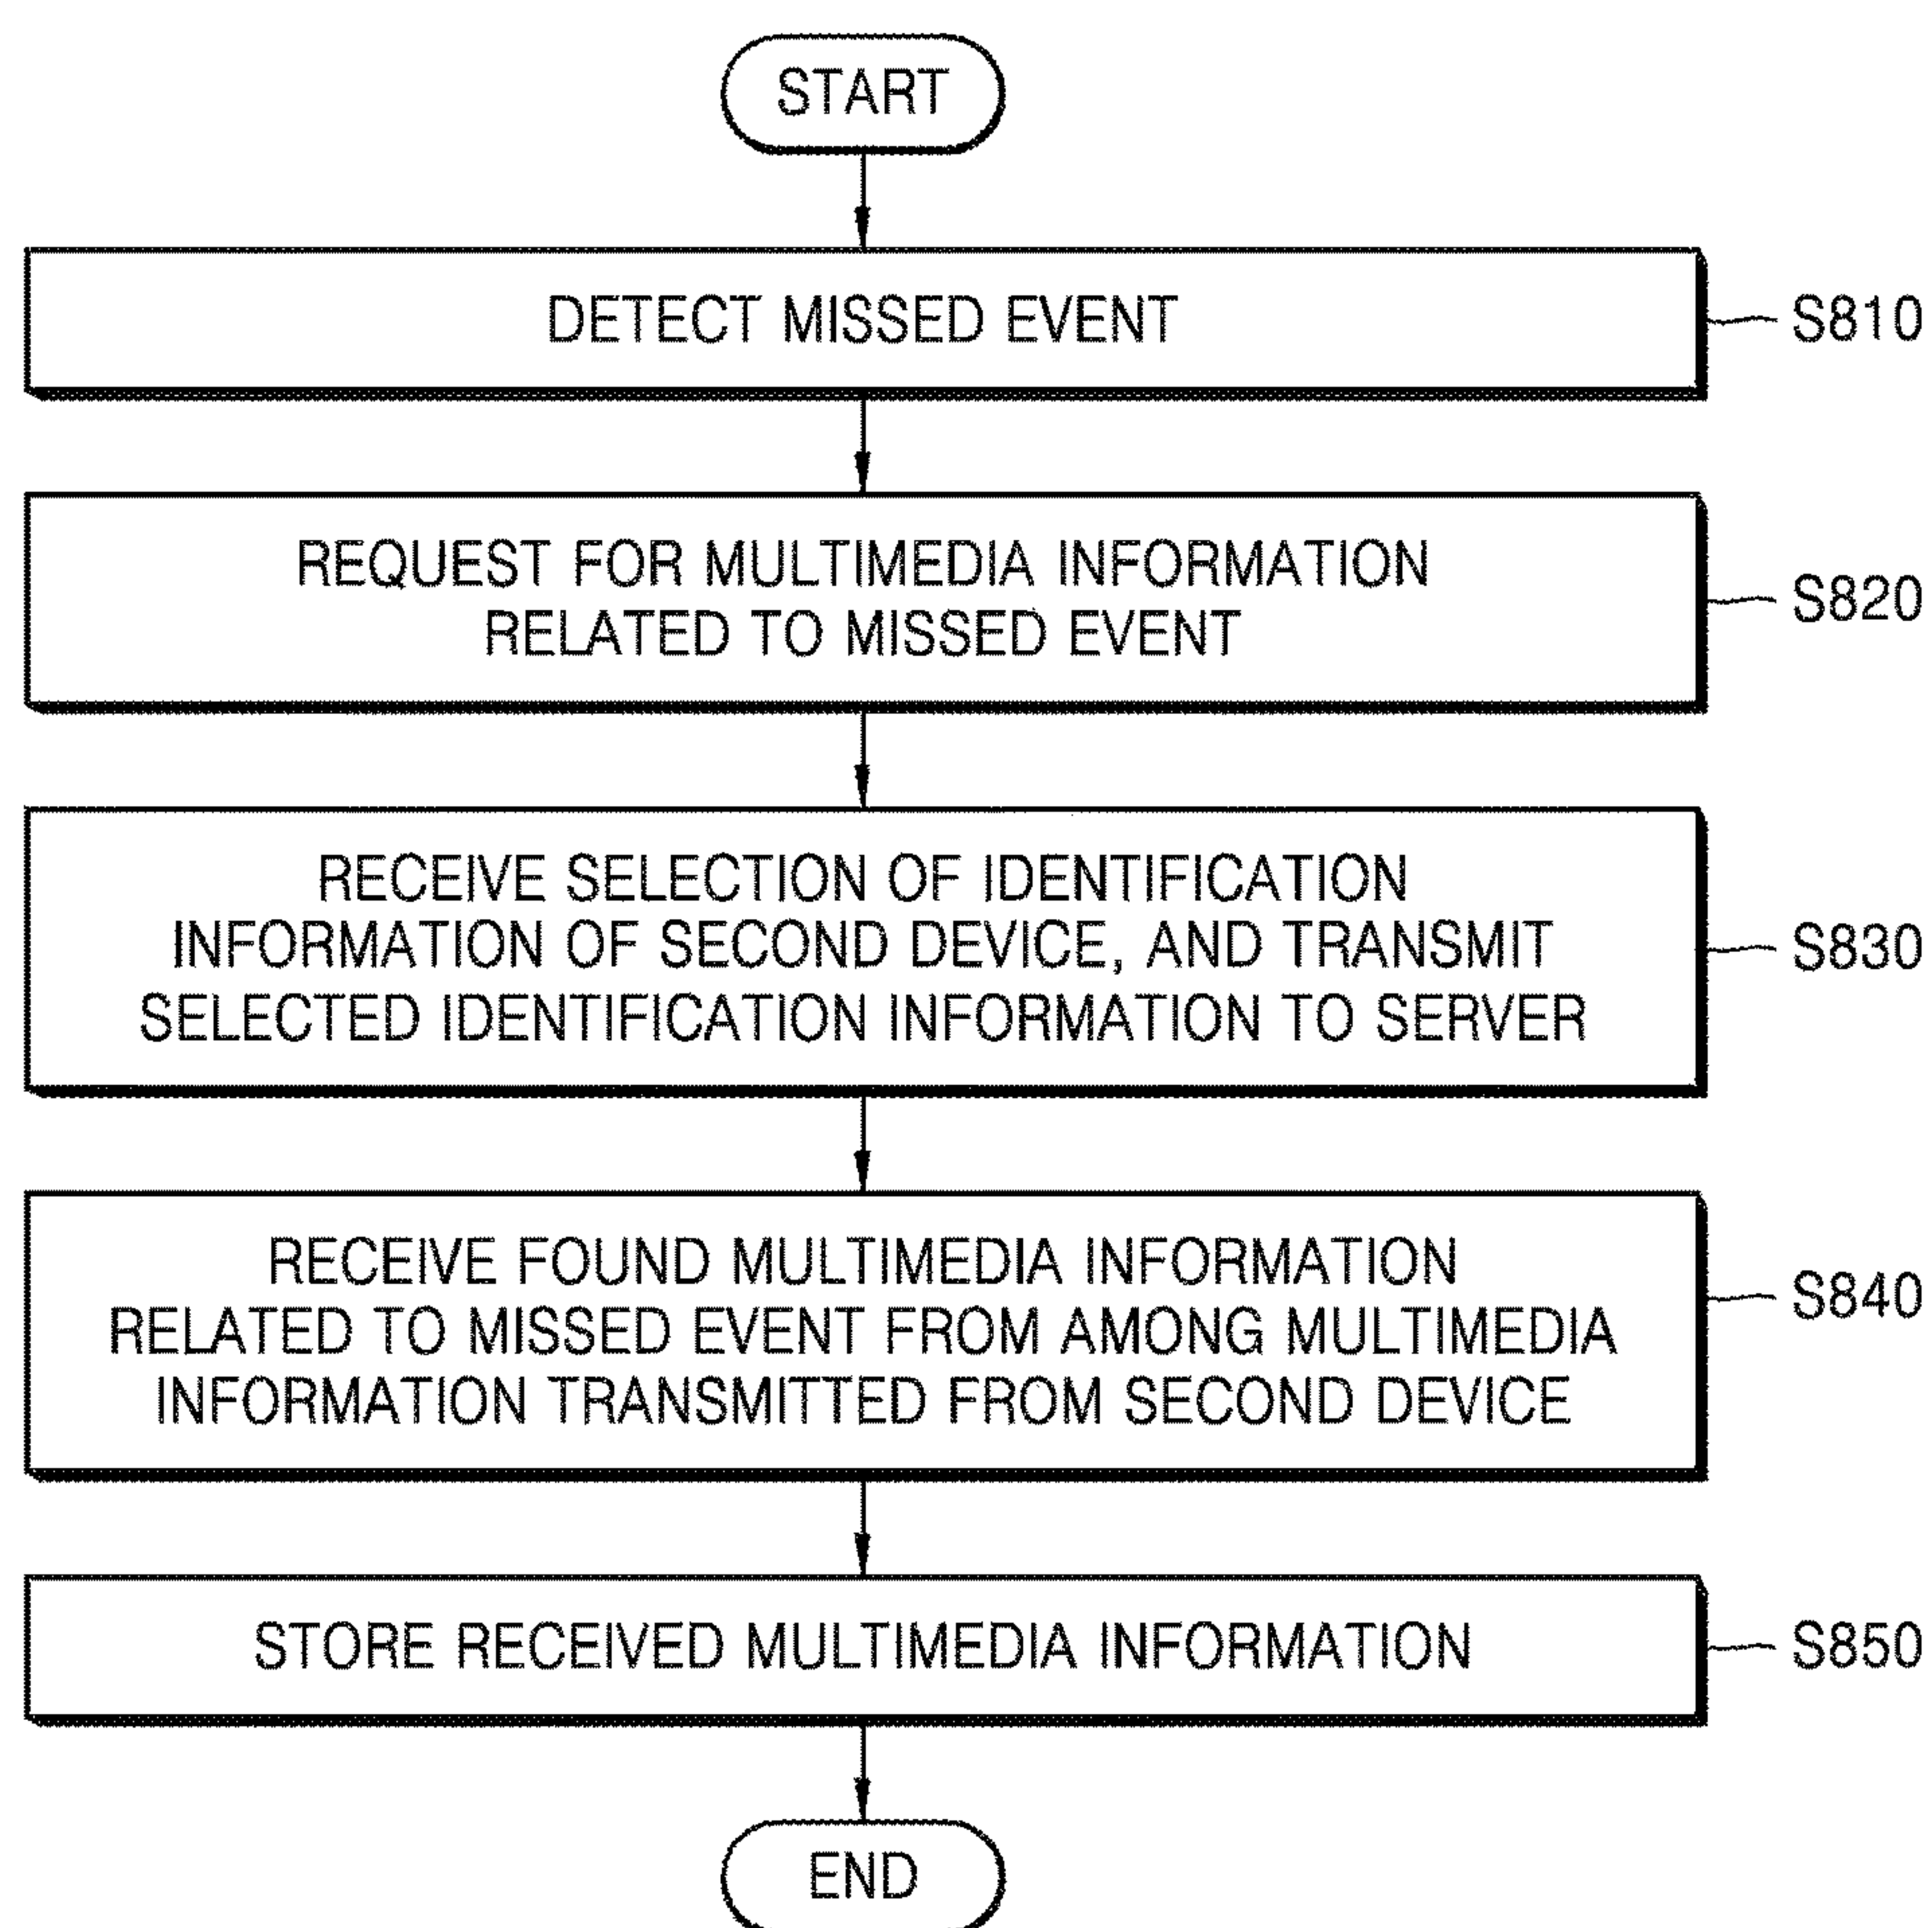 START
DETECT MISSED EVENT
S810
REQUEST FOR MULTIMEDIA INFORMATION
RELATED TO MISSED EVENT
S820
RECEIVE SELECTION OF IDENTIFICATION
INFORMATION OF SECOND DEVICE, AND TRANSMIT
SELECTED IDENTIFICATION INFORMATION TO SERVER
S830
RECEIVE FOUND MULTIMEDIA INFORMATION
RELATED TO MISSED EVENT FROM AMONG MULTIMEDIA
INFORMATION TRANSMITTED FROM SECOND DEVICE
S840
STORE RECEIVED MULTIMEDIA INFORMATION
S850
END